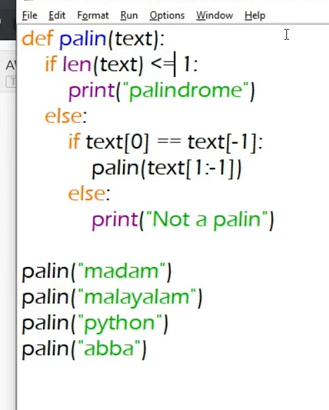 File Edit Format Run Options Window Help
def palin(text):
if len(text) <= 1:
print("palindrome")
else:
if text[0] == text[-1]:
palin(text[1:-1])
else:
print("Not a palin")
palin("madam")
palin("malayalam")
palin("python")
palin("abba")